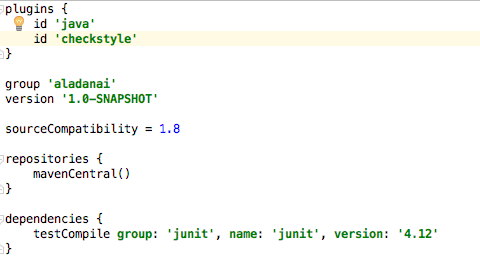 plugins {
    id 'java'
    id 'checkstyle'
}

group 'aladanai'
version '1.0-SNAPSHOT'

sourceCompatibility = 1.8

repositories {
    mavenCentral()
}

dependencies {
    testCompile group: 'junit', name: 'junit', version: '4.12'
}